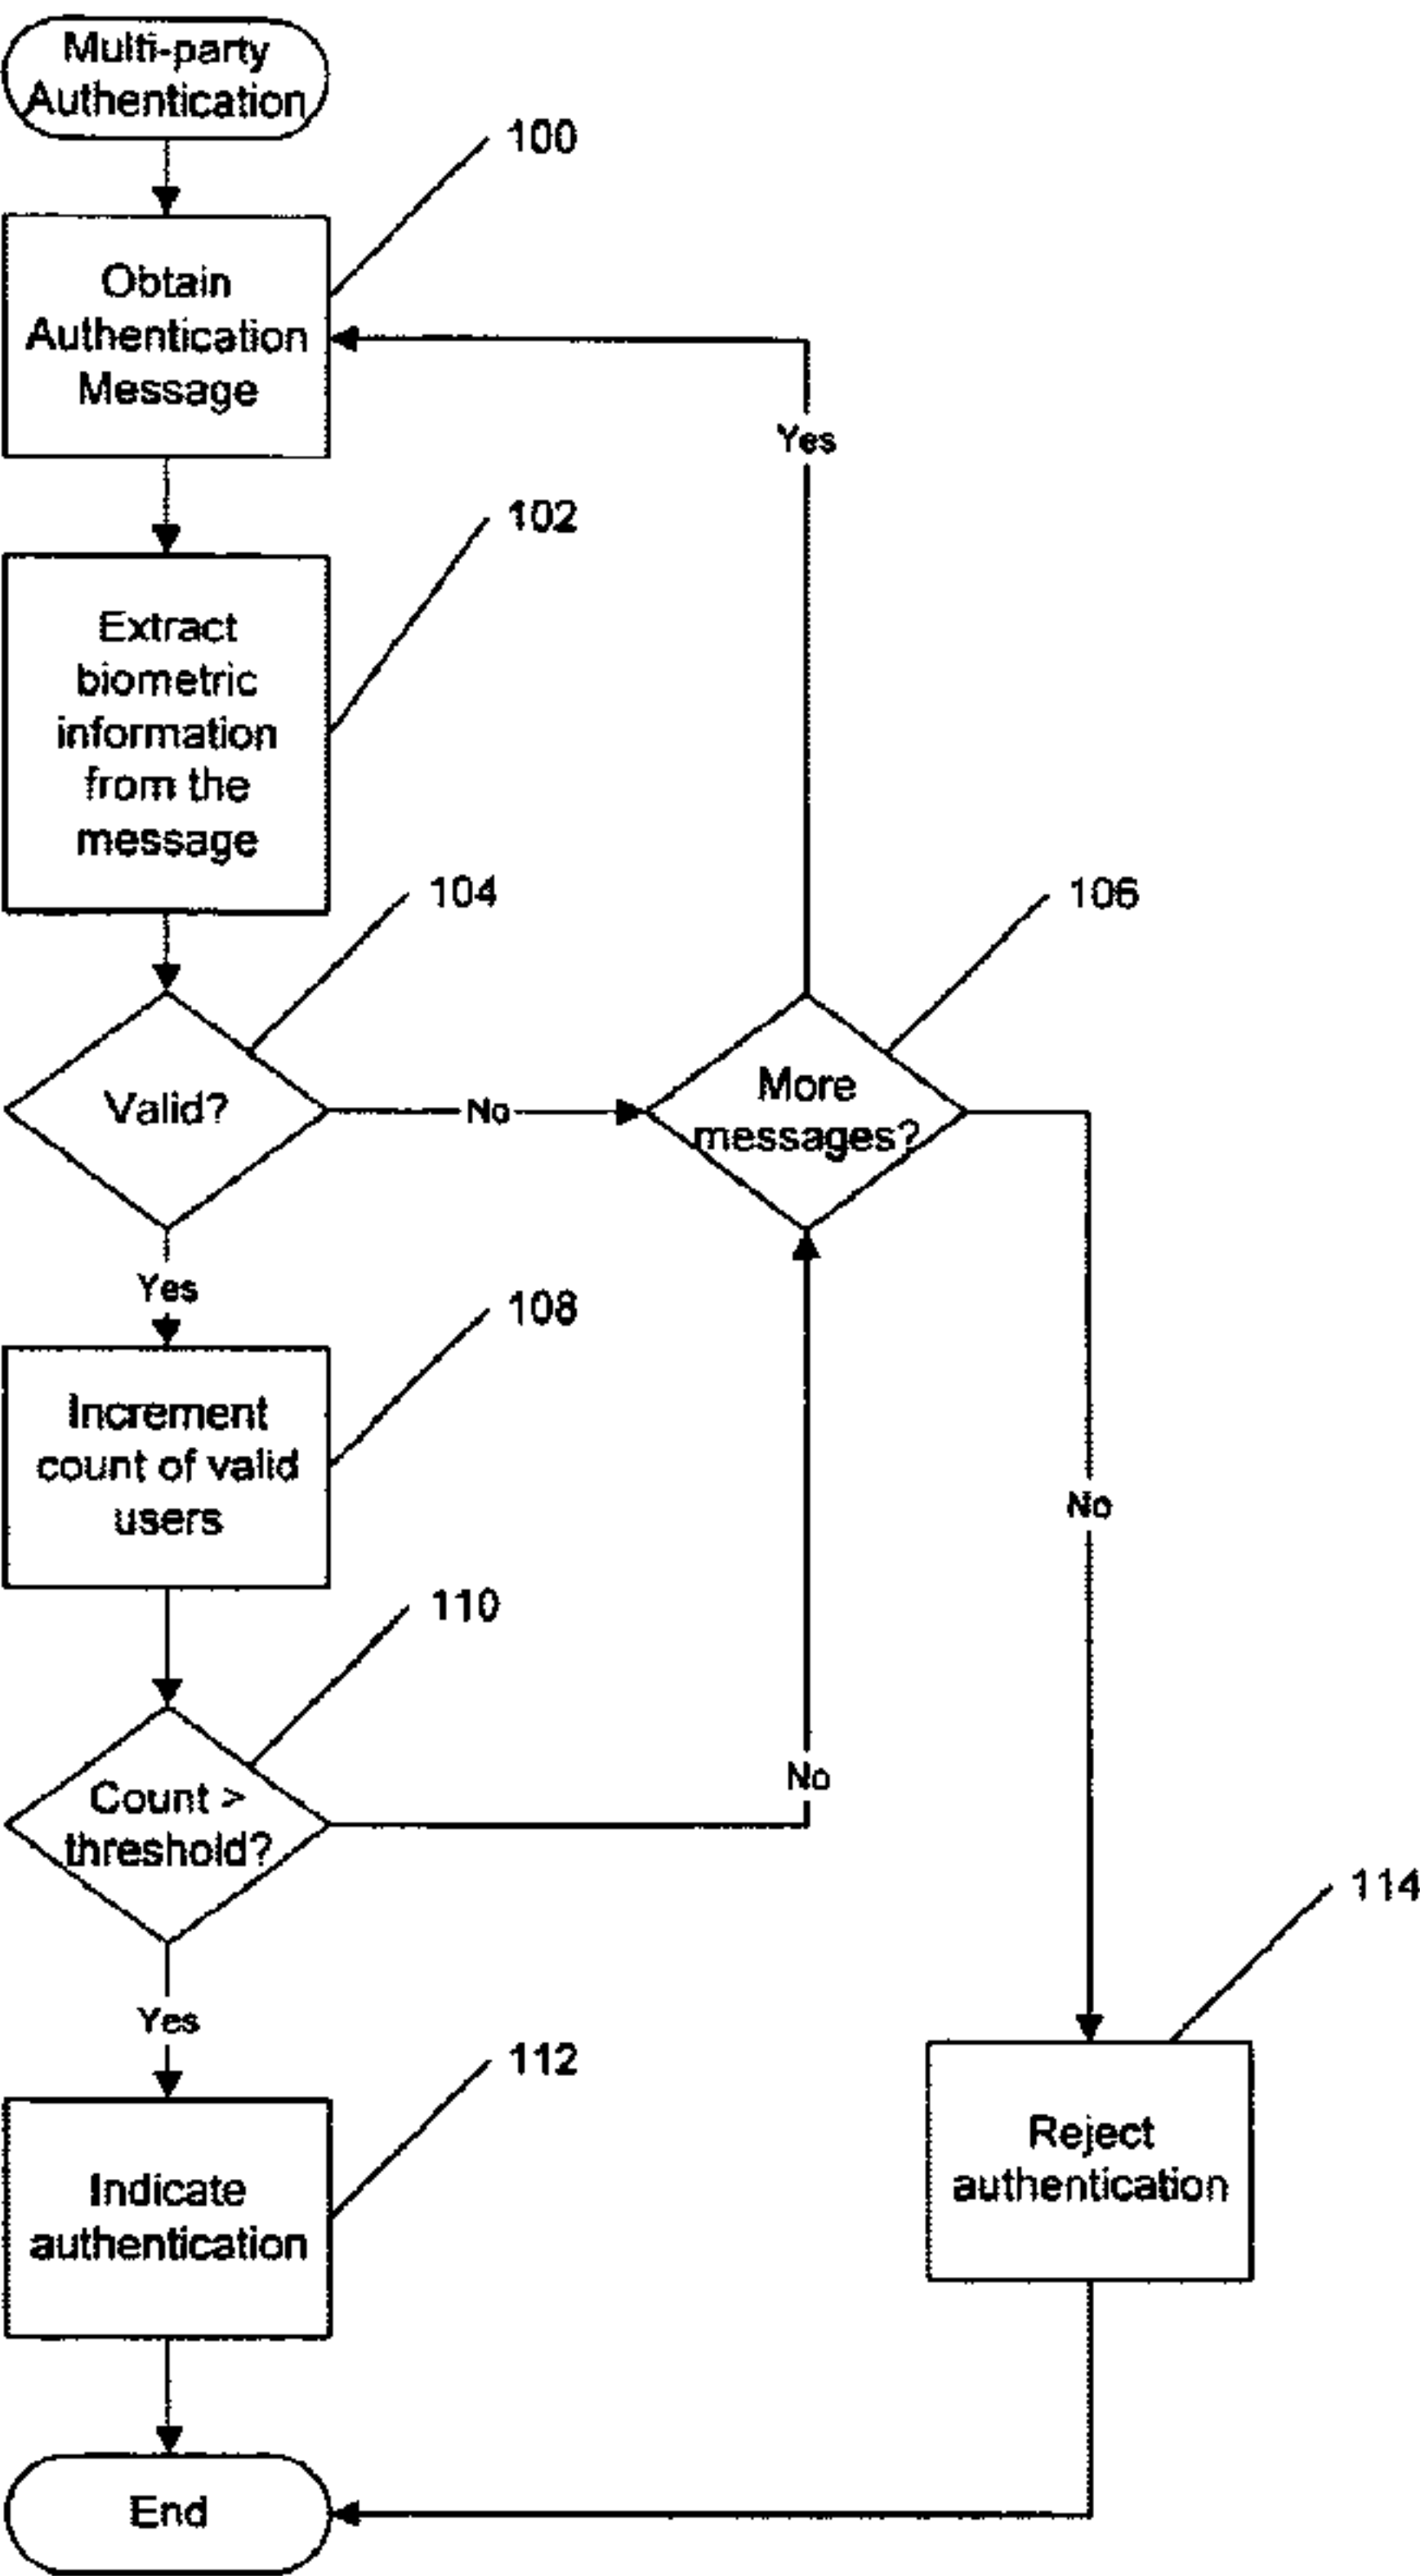 Multi-party
Authentication
100
Obtain
Authentication
Message
Yes
102
Extract
biometric
information
from the
message
104
106
Valid?
No
More
messages?
Yes
108
Increment
count of valid
users
No
110
Count >
threshold?
No
114
Yes
112
Indicate
authentication
Reject
authentication
End